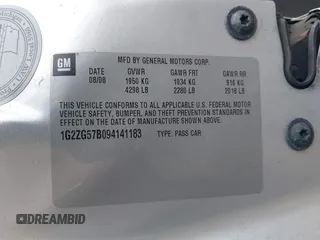 GM
MFD BY GENERAL MOTORS CORP.
DATE GVWR GAWR FRT GAWR RR
08/08 1950 KG 1034 KG 916 KG
4298 LB 2280 LB 2018 LB
THIS VEHICLE CONFORMS TO ALL APPLICABLE U.S. FEDERAL MOTOR
VEHICLE SAFETY, BUMPER, AND THEFT PREVENTION STANDARDS IN
EFFECT ON THE DATE OF MANUFACTURE SHOWN ABOVE.
1G2ZG57B094141183 TYPE: PASS CAR
DREAMBID